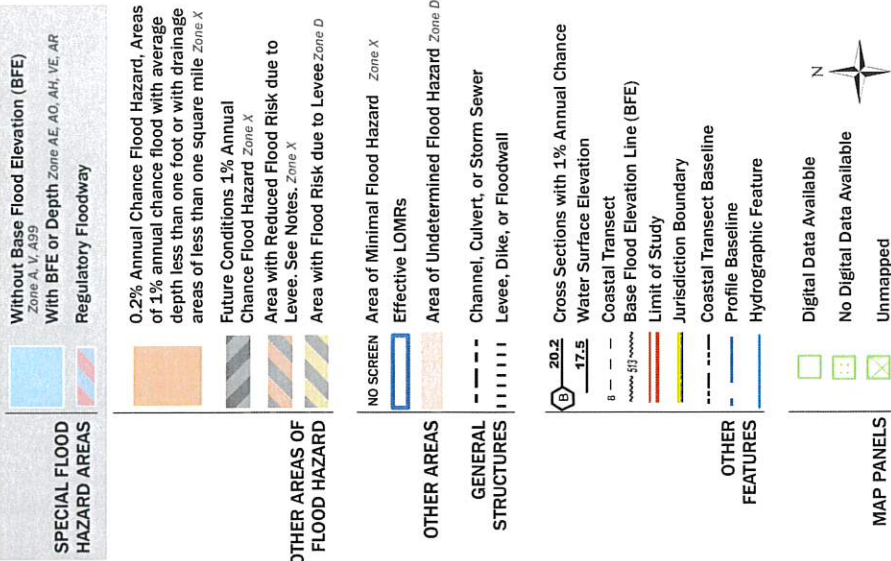 SPECIAL FLOOD
HAZARD AREAS
Without Base Flood Elevation (BFE)
Zone A, V, A99
With BFE or Depth Zone AE, AO, AH, VE, AR
Regulatory Floodway
OTHER AREAS OF
FLOOD HAZARD
0.2% Annual Chance Flood Hazard, Areas
of 1% annual chance flood with average
depth less than one foot or with drainage
areas of less than one square mile Zone X
Future Conditions 1% Annual
Chance Flood Hazard Zone X
Area with Reduced Flood Risk due to
Levee. See Notes. Zone X
Area with Flood Risk due to Levee Zone D
OTHER AREAS
NO SCREEN Area of Minimal Flood Hazard Zone X
Effective LOMRs
Area of Undetermined Flood Hazard Zone D
GENERAL
STRUCTURES
Channel, Culvert, or Storm Sewer
Levee, Dike, or Floodwall
OTHER
FEATURES
B 20.2 Cross Sections with 1% Annual Chance
17.5 Water Surface Elevation
8 Coastal Transect
513 Base Flood Elevation Line (BFE)
Limit of Study
Jurisdiction Boundary
Coastal Transect Baseline
Profile Baseline
Hydrographic Feature
MAP PANELS
Digital Data Available
No Digital Data Available
Unmapped
N